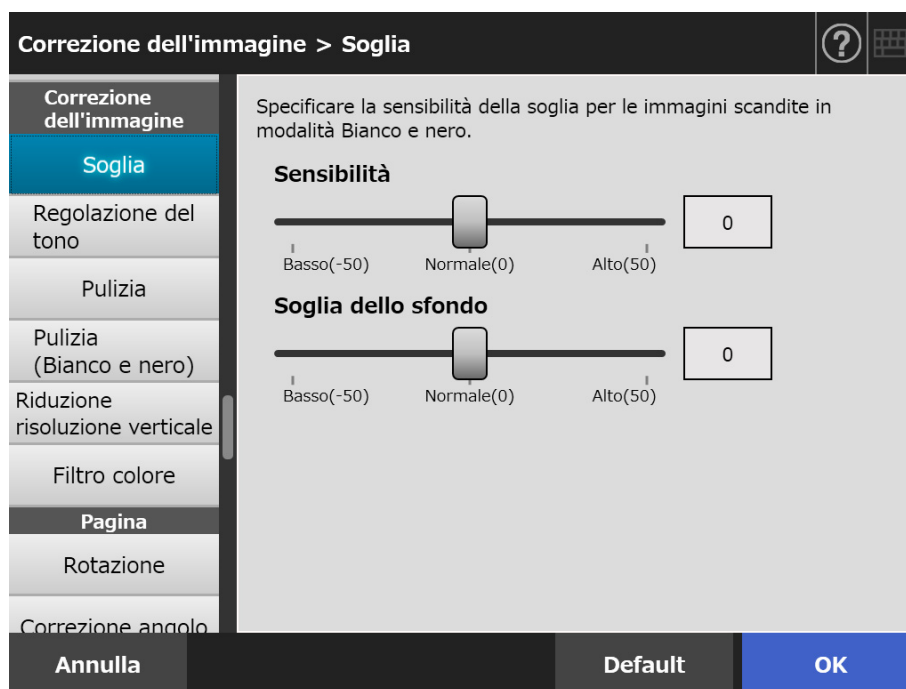 Correzione dell'immagine > Soglia
?
Correzione
dell'immagine
Soglia
Regolazione del
tono
Pulizia
Pulizia
(Bianco e nero)
Riduzione
risoluzione verticale
Filtro colore
Pagina
Rotazione
Correzione angolo
Specificare la sensibilità della soglia per le immagini scandite in
modalità Bianco e nero.
Sensibilità
0
Basso(-50) Normale(0) Alto(50)
Soglia dello sfondo
0
Basso(-50) Normale(0) Alto(50)
Annulla Default OK